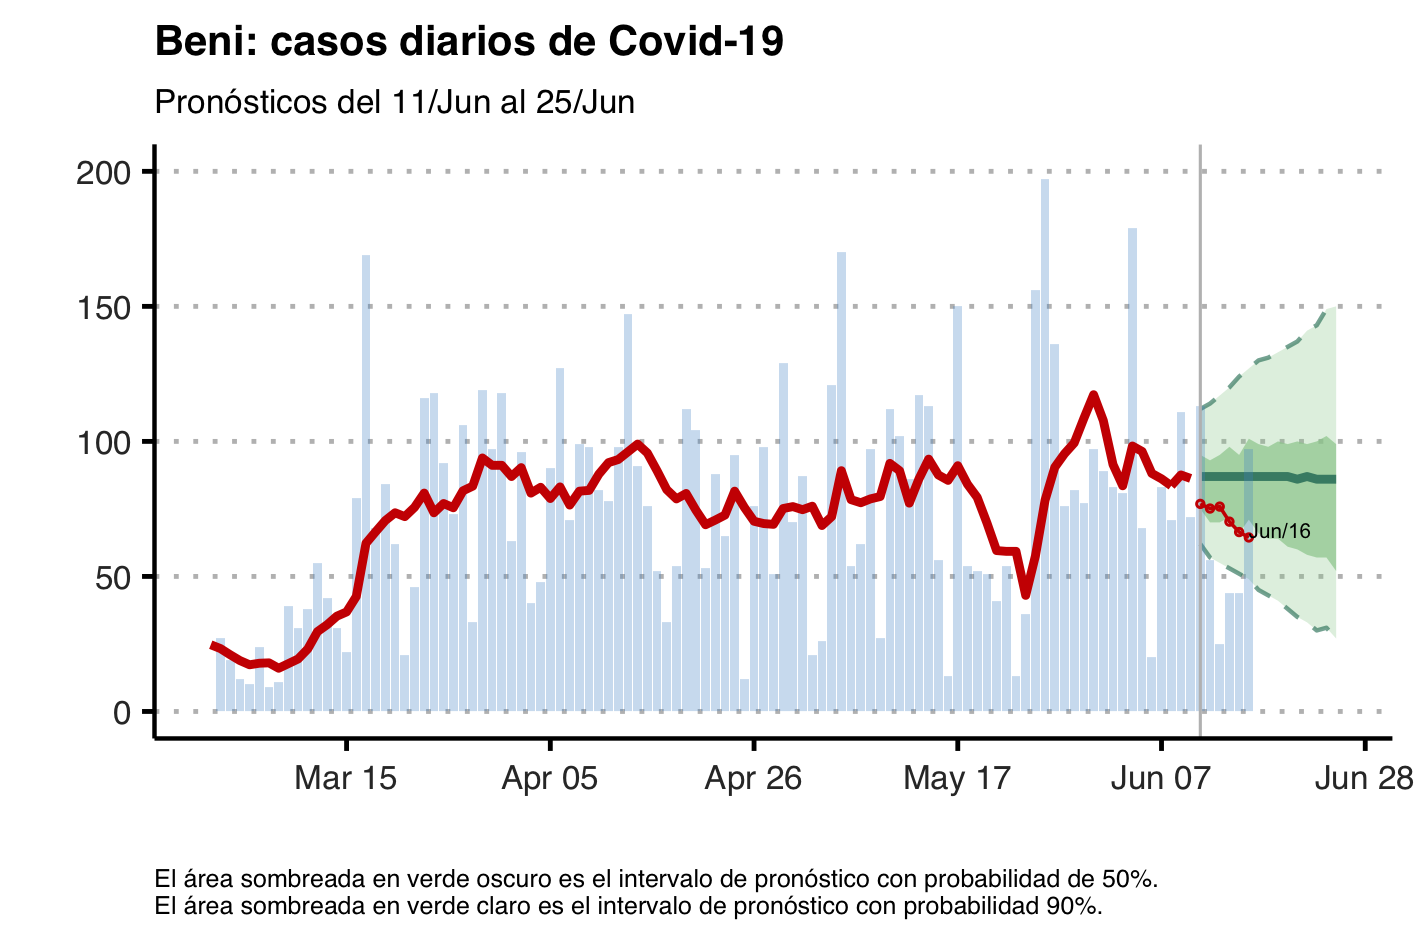 Beni: casos diarios de Covid-19
Pronósticos del 11/Jun al 25/Jun
200
150
100
50
0
Jun/16
Mar 15
Apr 05
Apr 26
May 17
Jun 07
Jun 28
El área sombreada en verde oscuro es el intervalo de pronóstico con probabilidad de 50%.
El área sombreada en verde claro es el intervalo de pronóstico con probabilidad 90%.